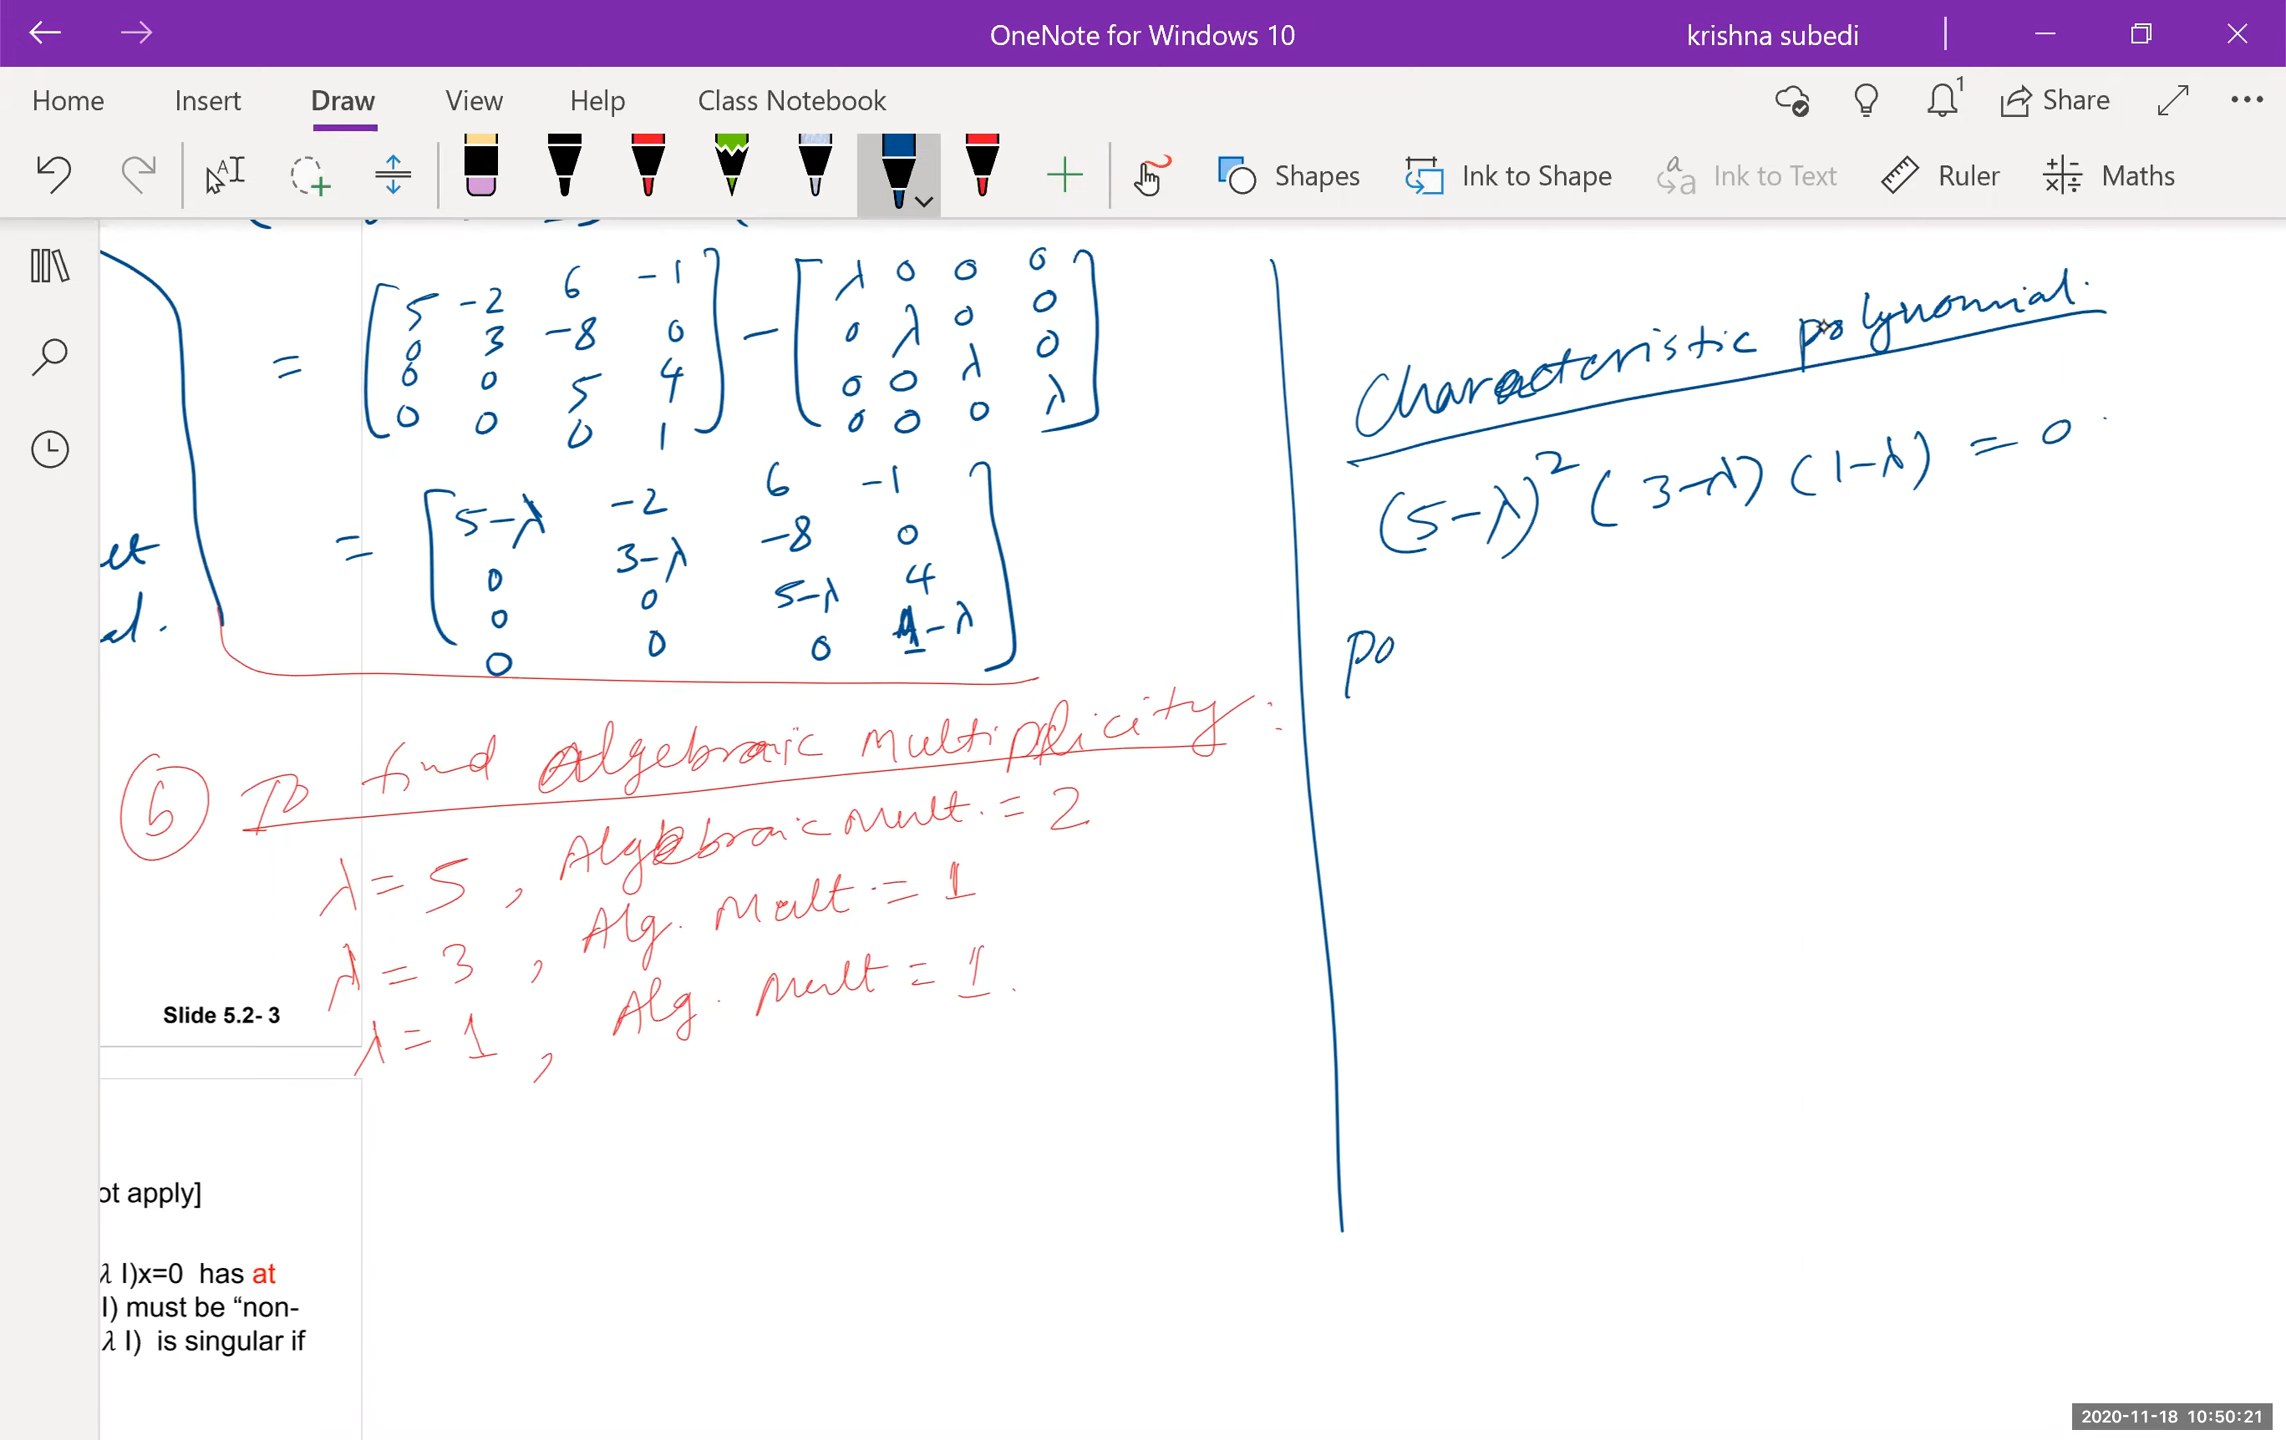 OneNote for Windows 10
krishna subedi
Home Insert Draw View Help Class Notebook
1 Share
Shapes Ink to Shape Ink to Text Ruler Maths
= [ 5 -2 6 -1 ] - [ λ 0 0 0 ]
0 3 -8 0 0 λ 0 0
0 0 5 4 0 0 λ 0
0 0 0 1 0 0 0 λ
= [ 5-λ -2 6 -1 ]
0 3-λ -8 0
0 0 5-λ 4
0 0 0 1-λ
et
al.
6 To find Algebraic multiplicity:
λ = 5, Algebraic mult. = 2
λ = 3, Alg. Mult. = 1
λ = 1, Alg. Mult = 1.
Slide 5.2- 3
ot apply]
λ I)x=0 has at
I) must be “non-
λ I) is singular if
Characteristic polynomial.
(5-λ)² (3-λ) (1-λ) = 0.
po
2020-11-18 10:50:21